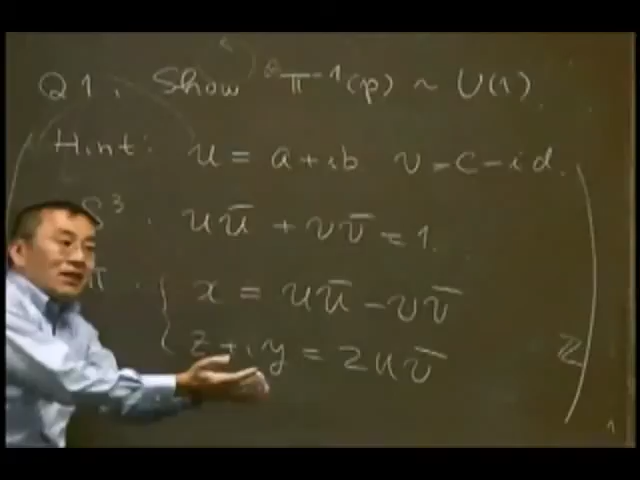 Q1. Show π⁻¹(p) ~ U(1)
Hint: u = a+ib v = c-id.
S³. uū + vv̄ = 1.
π. { x = uū - vv̄
z+iy = 2uv̄